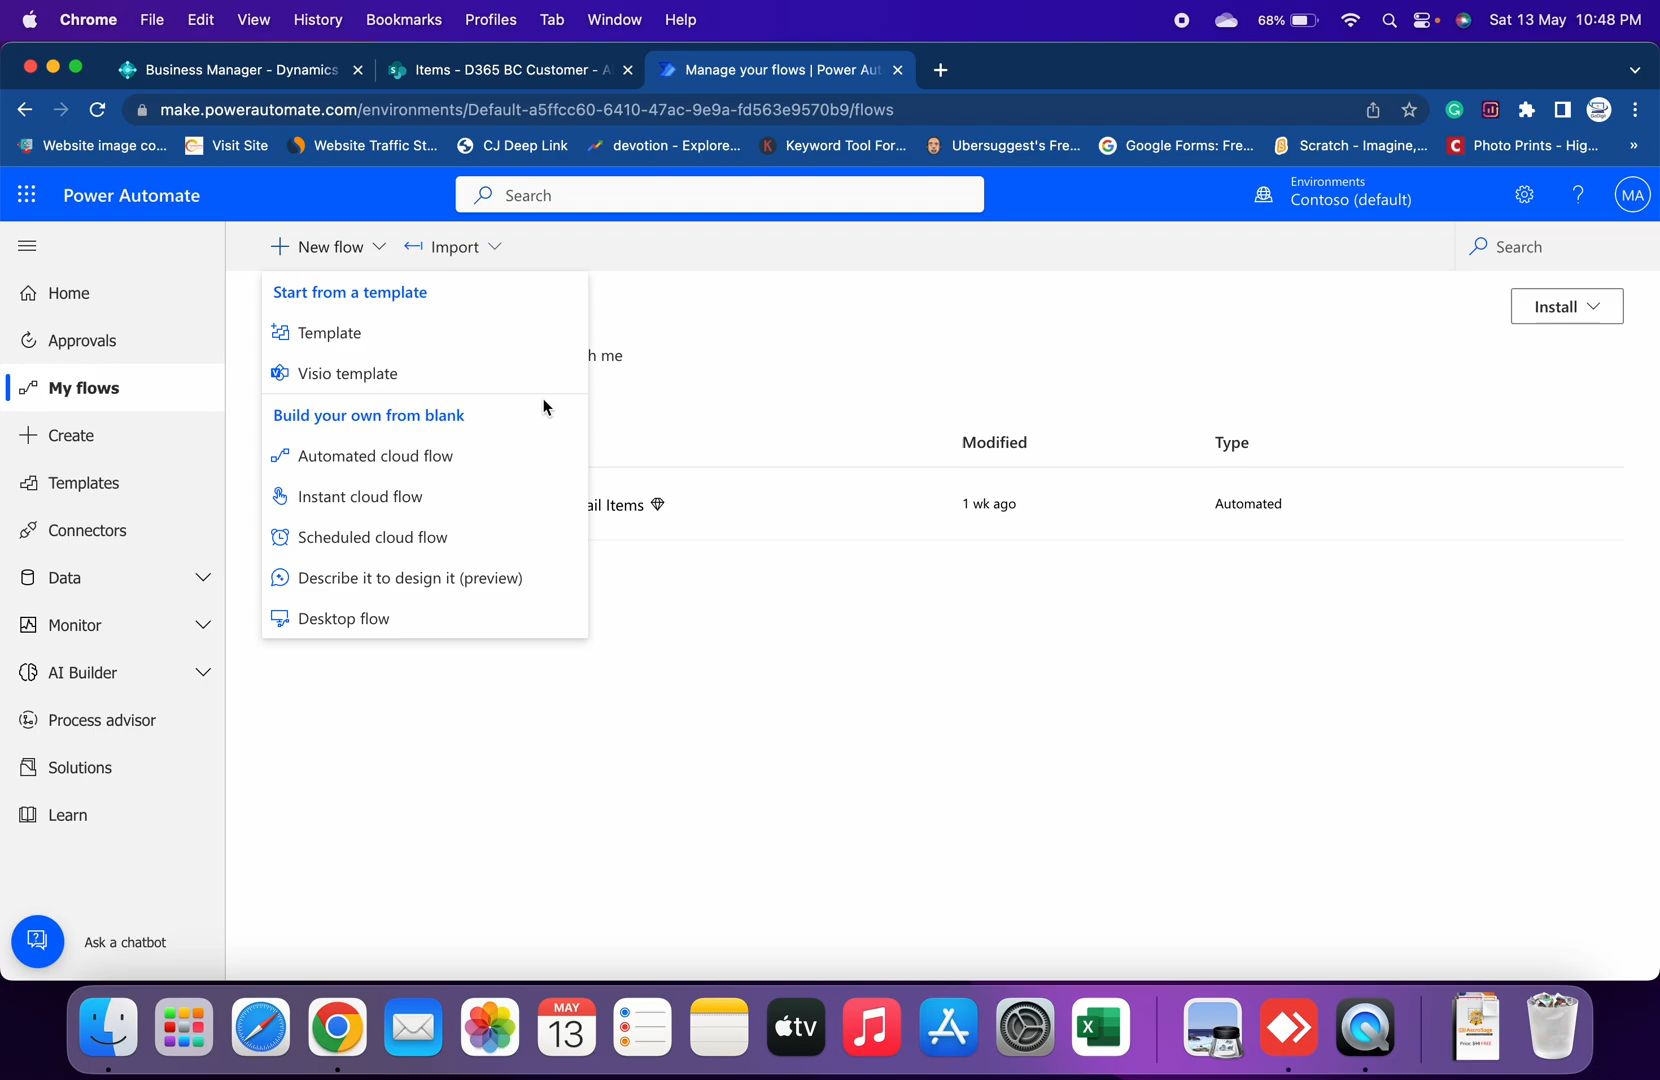 Chrome File Edit View History Bookmarks Profiles Tab Window Help 68% Sat 13 May 10:48 PM
Business Manager - Dynamics Items - D365 BC Customer - A Manage your flows | Power Aut
make.powerautomate.com/environments/Default-a5ffcc60-6410-47ac-9e9a-fd563e9570b9/flows
Website image co... Visit Site Website Traffic St... CJ Deep Link devotion - Explore... Keyword Tool For... Ubersuggest's Fre... Google Forms: Fre... Scratch - Imagine,... Photo Prints - Hig... »
Power Automate Search Environments
Contoso (default) ? MA
New flow Import Search
Start from a template
Template
Visio template
Build your own from blank
Automated cloud flow
Instant cloud flow
Scheduled cloud flow
Describe it to design it (preview)
Desktop flow
Home
Approvals
My flows
Create
Templates
Connectors
Data
Monitor
AI Builder
Process advisor
Solutions
Learn
Ask a chatbot
Install
h me
Modified Type
ail Items 1 wk ago Automated
MAY
13
tv